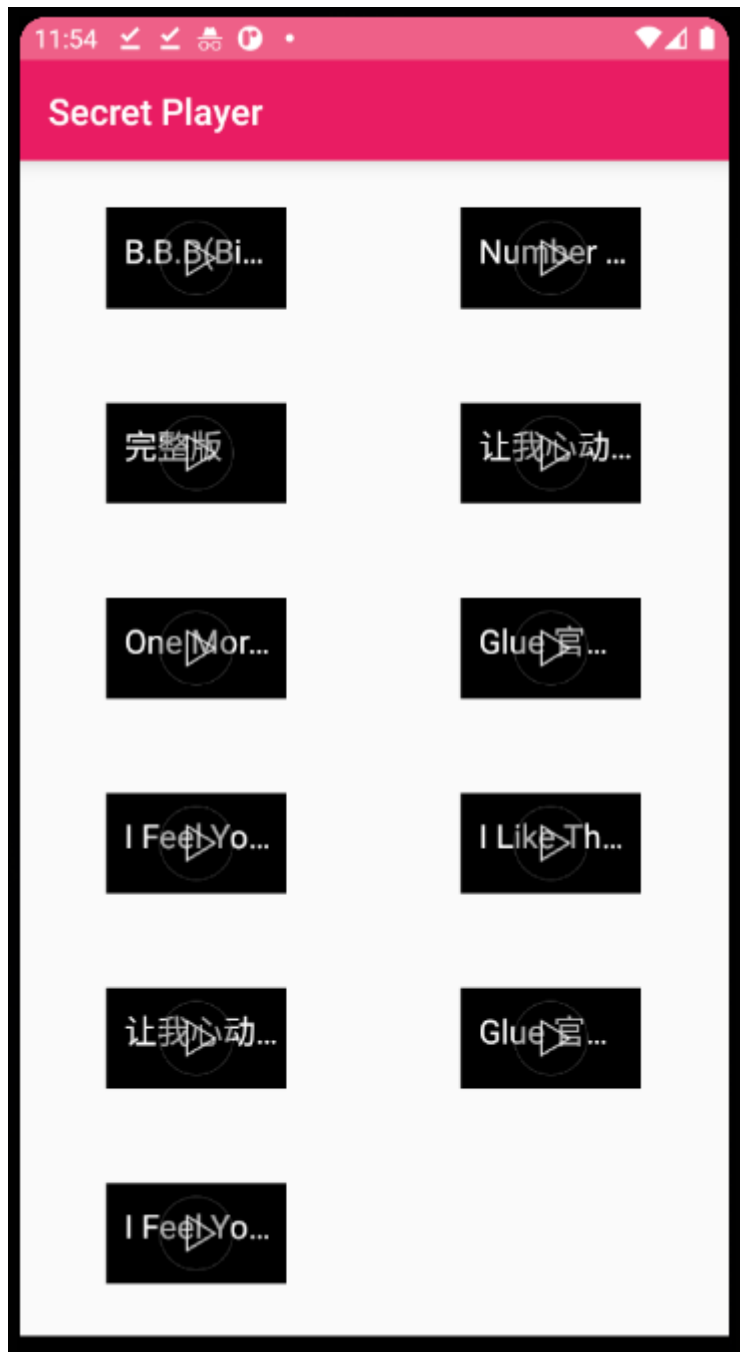 11:54
Secret Player
B.B.B(Bi...
Number ...
完整版
让我心动...
One Mor...
Glue 官...
I Feel Yo...
I Like Th...
让我心动...
Glue 官...
I Feel Yo...